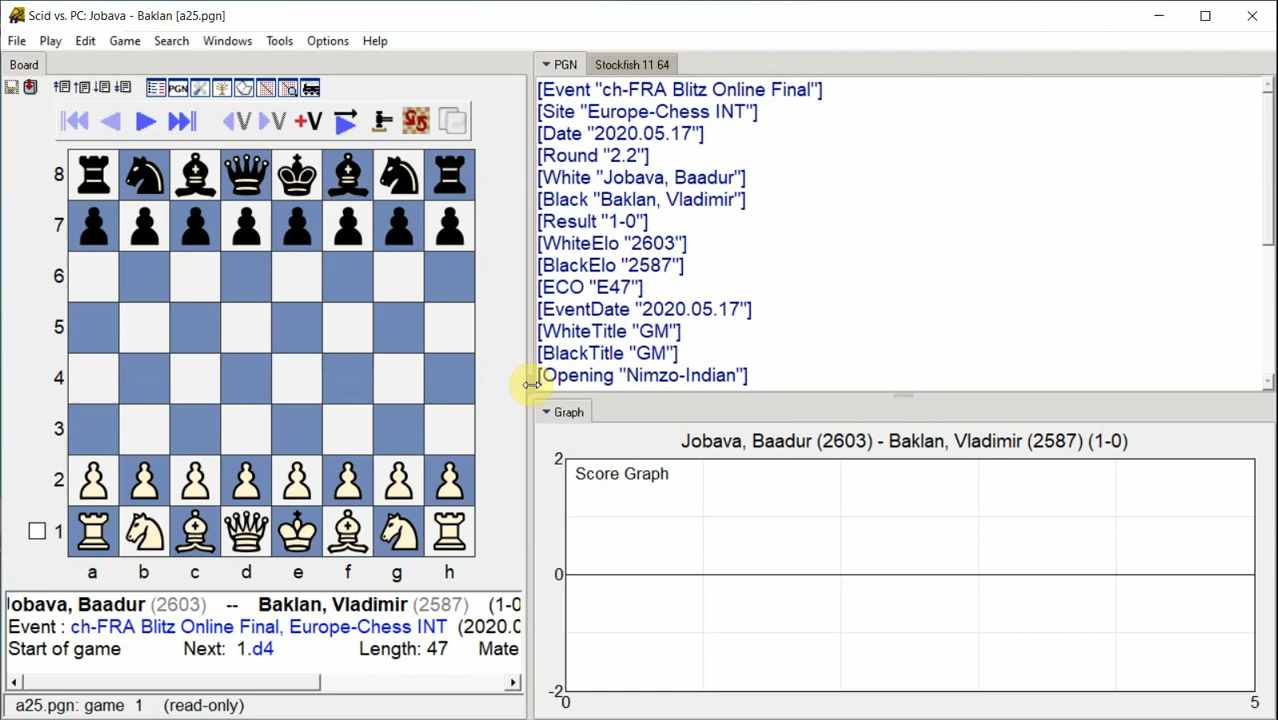 Scid vs. PC: Jobava - Baklan [a25.pgn]
File Play Edit Game Search Windows Tools Options Help
Board
PGN
V V +V
8
7
6
5
4
3
2
1
a b c d e f g h
Jobava, Baadur (2603) -- Baklan, Vladimir (2587) (1-0
Event : ch-FRA Blitz Online Final, Europe-Chess INT (2020.0
Start of game Next: 1.d4 Length: 47 Mate
a25.pgn: game 1 (read-only)
PGN Stockfish 11 64
[Event "ch-FRA Blitz Online Final"]
[Site "Europe-Chess INT"]
[Date "2020.05.17"]
[Round "2.2"]
[White "Jobava, Baadur"]
[Black "Baklan, Vladimir"]
[Result "1-0"]
[WhiteElo "2603"]
[BlackElo "2587"]
[ECO "E47"]
[EventDate "2020.05.17"]
[WhiteTitle "GM"]
[BlackTitle "GM"]
[Opening "Nimzo-Indian"]
Graph
Jobava, Baadur (2603) - Baklan, Vladimir (2587) (1-0)
Score Graph
2
0
-2
0 5